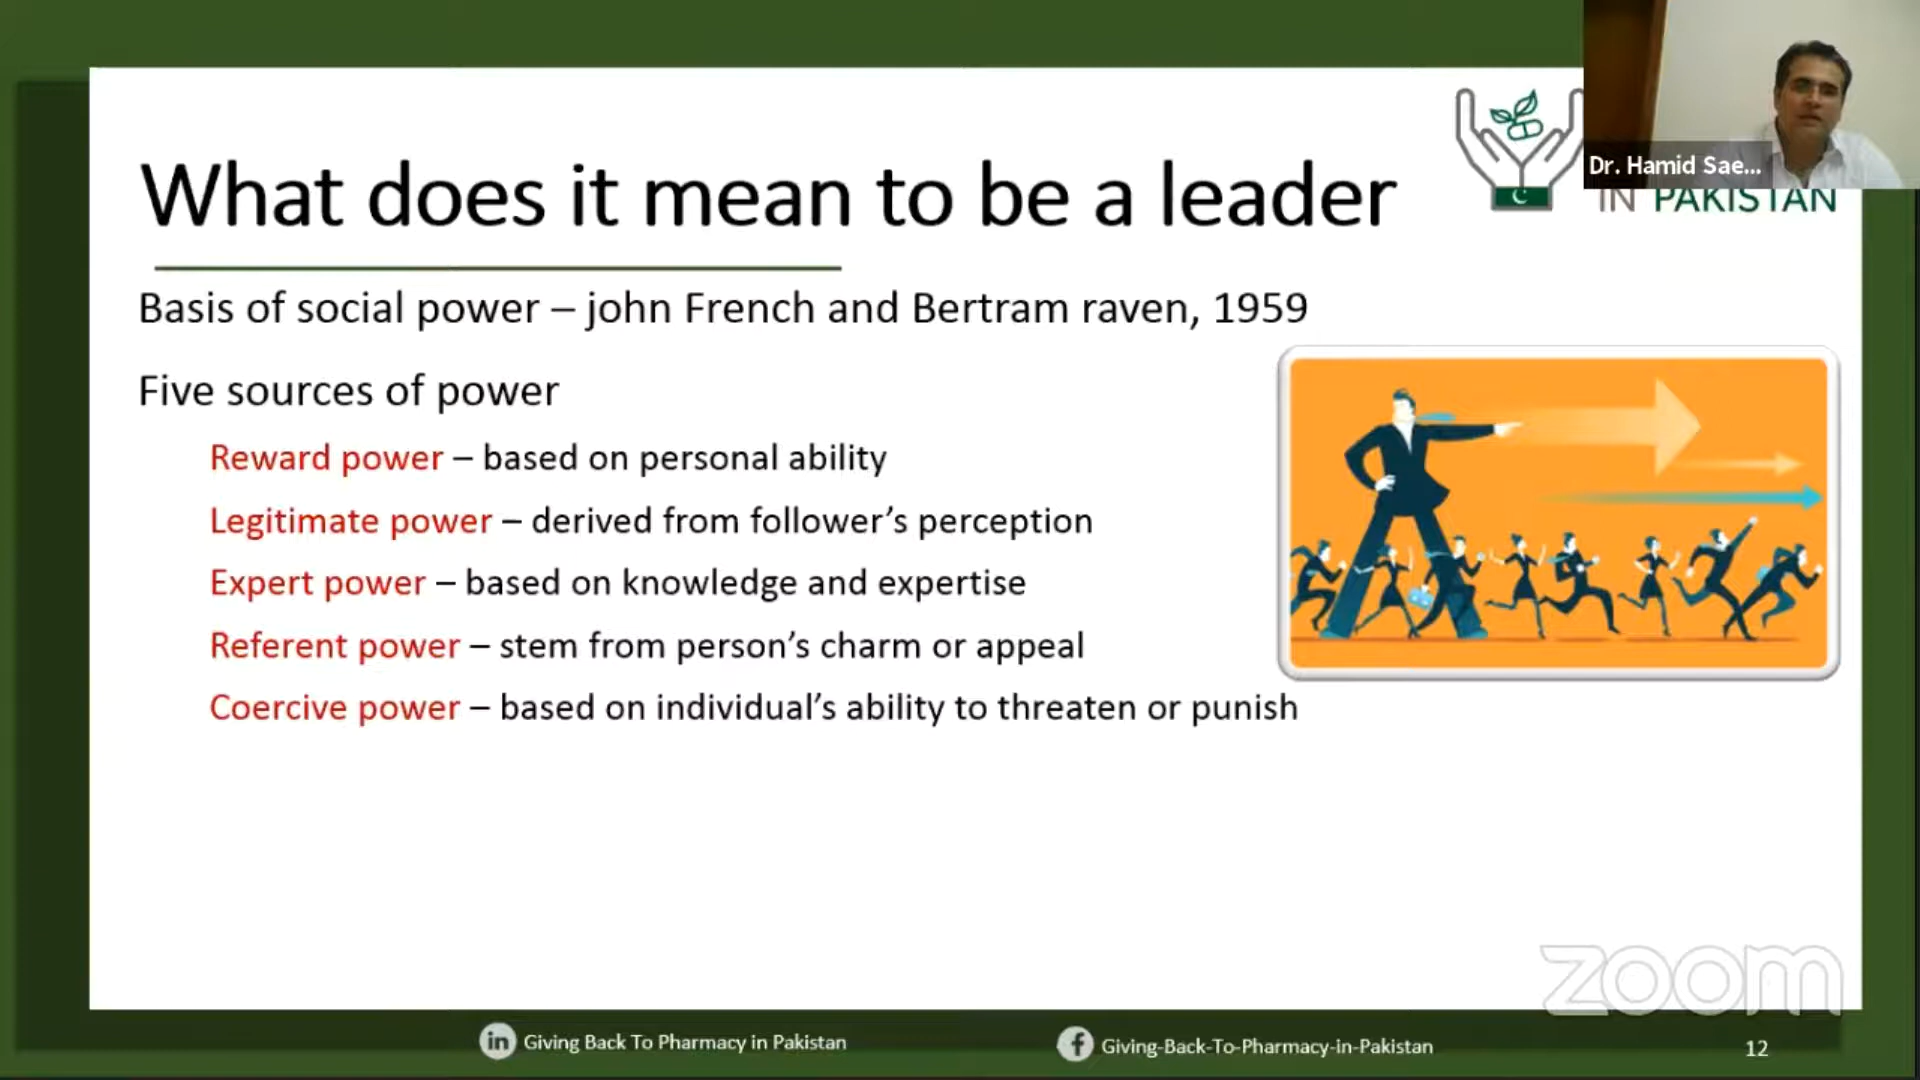 What does it mean to be a leader
Dr. Hamid Sae...
IN PAKISTAN
Basis of social power – john French and Bertram raven, 1959
Five sources of power
Reward power – based on personal ability
Legitimate power – derived from follower’s perception
Expert power – based on knowledge and expertise
Referent power – stem from person’s charm or appeal
Coercive power – based on individual’s ability to threaten or punish
zoom
in Giving Back To Pharmacy in Pakistan
f Giving-Back-To-Pharmacy-in-Pakistan
12